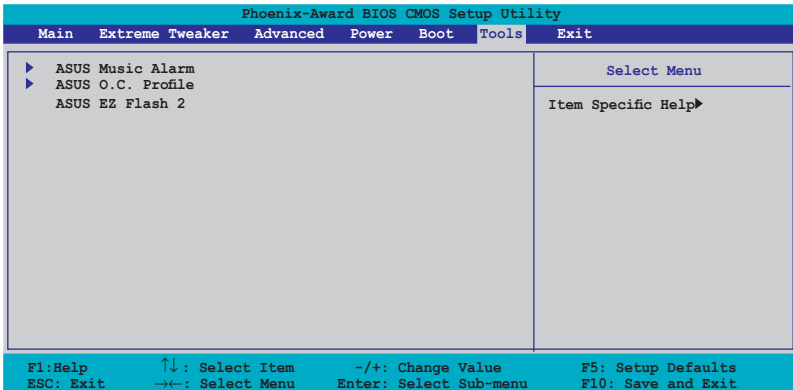 Phoenix-Award BIOS CMOS Setup Utility
Main Extreme Tweaker Advanced Power Boot Tools Exit
ASUS Music Alarm
ASUS O.C. Profile
ASUS EZ Flash 2
Select Menu
Item Specific Help
F1:Help ↑↓ : Select Item -/+: Change Value F5: Setup Defaults
ESC: Exit →←: Select Menu Enter: Select Sub-menu F10: Save and Exit